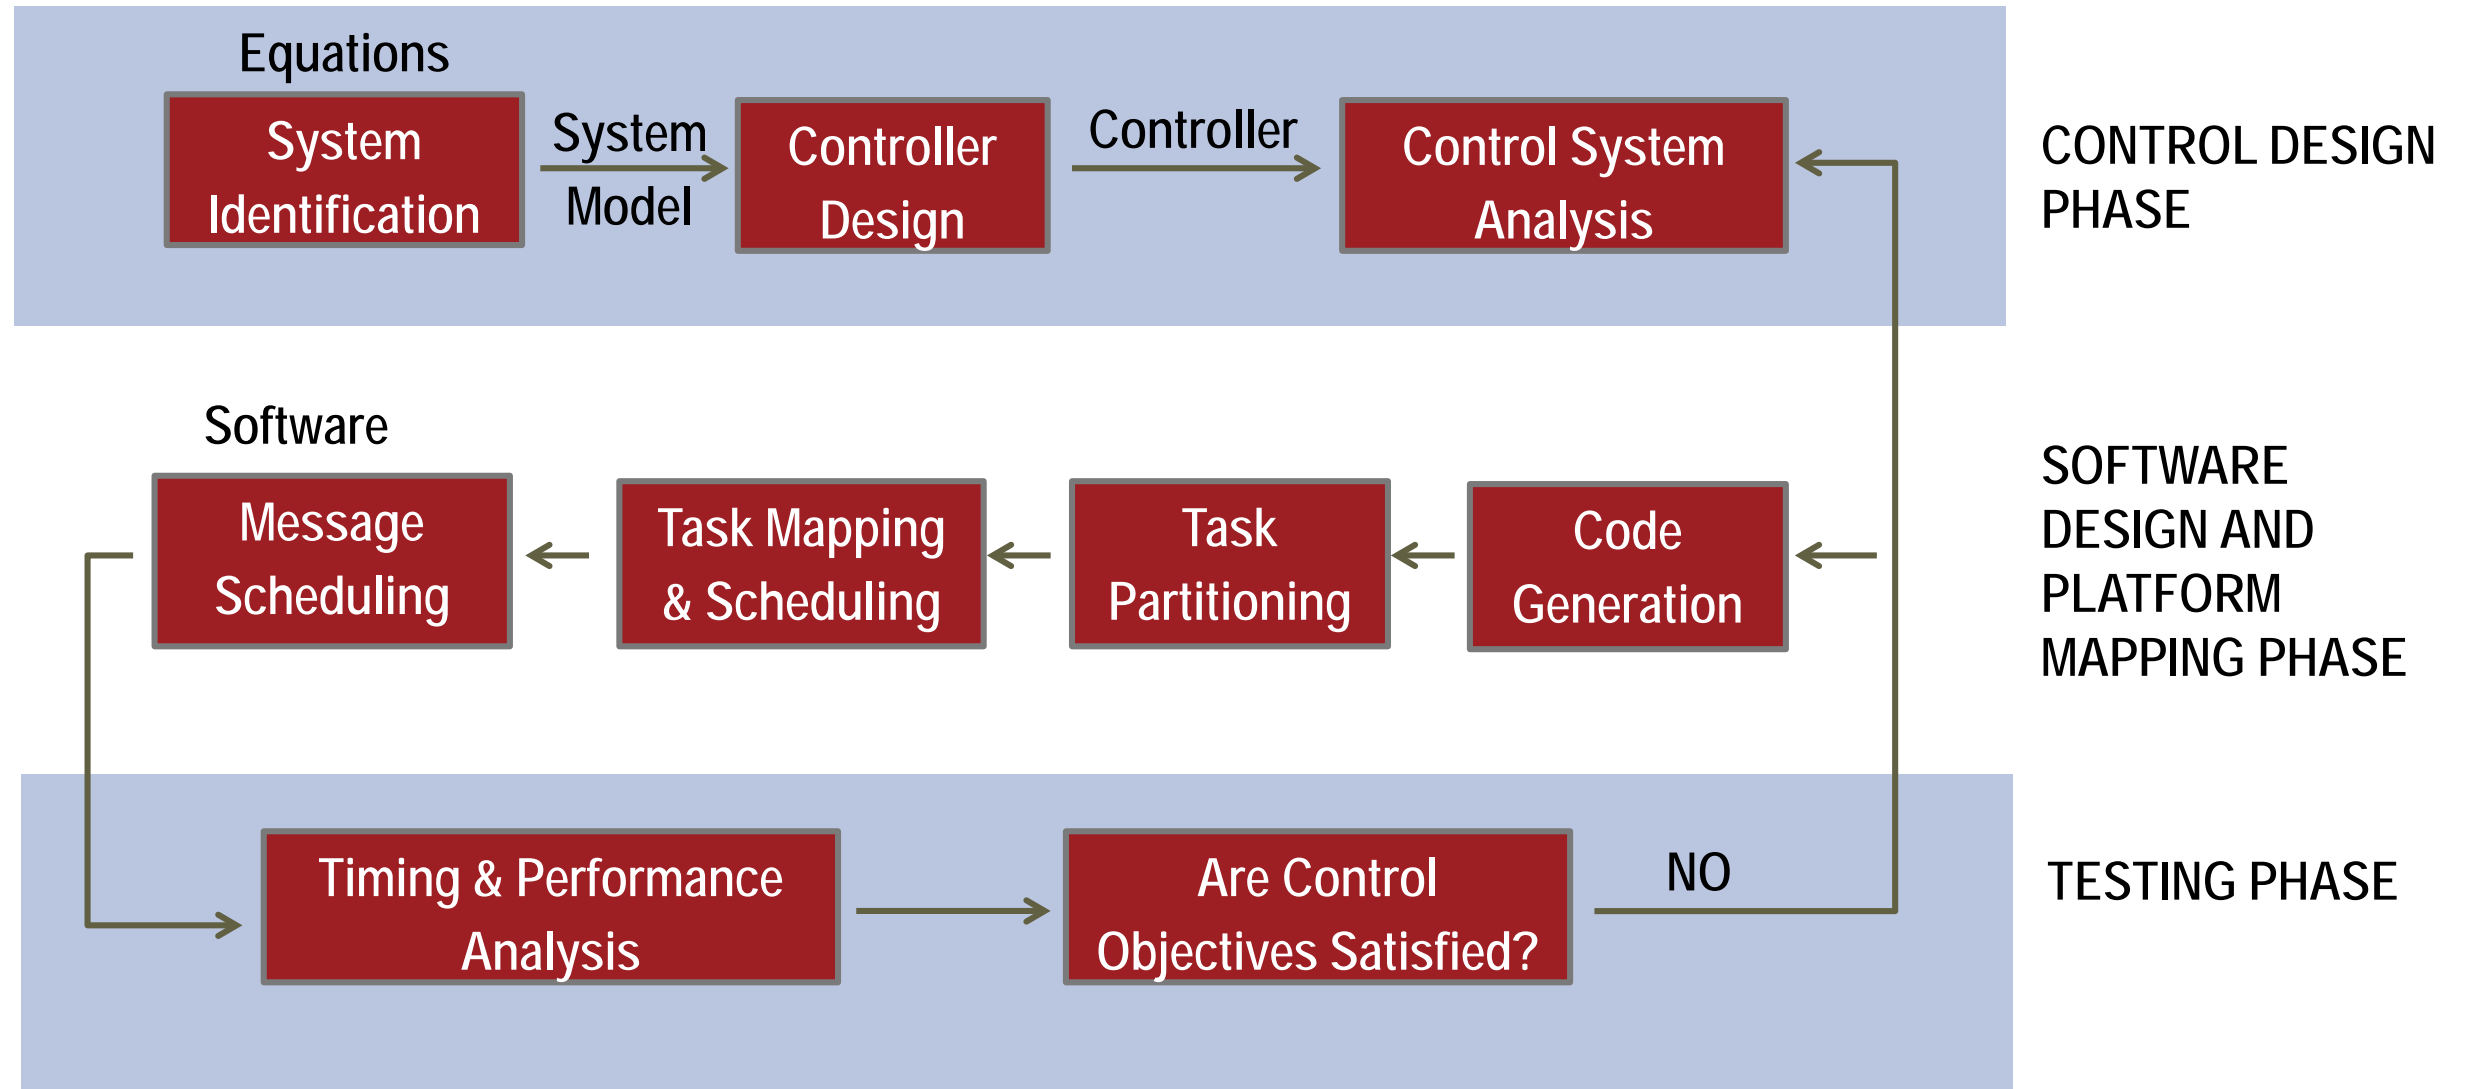 Equations
System
Identification
System
Model
Controller
Design
Controller
Control System
Analysis
CONTROL DESIGN
PHASE
Software
Message
Scheduling
Task Mapping
& Scheduling
Task
Partitioning
Code
Generation
SOFTWARE
DESIGN AND
PLATFORM
MAPPING PHASE
Timing & Performance
Analysis
Are Control
Objectives Satisfied?
NO
TESTING PHASE